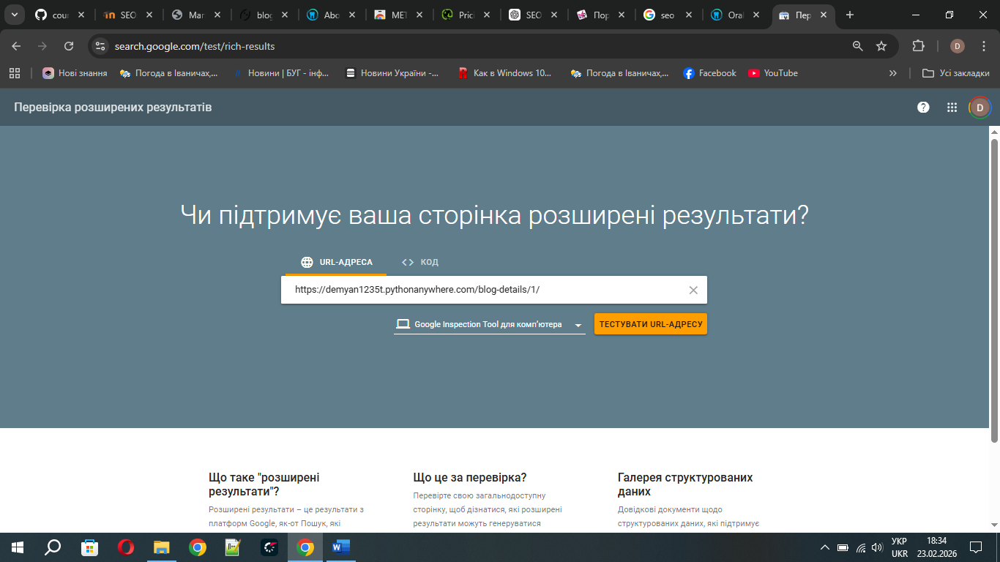 cour
SEO
Mar
blog
Abo
MET
Prici
SEO
Пор
seo
Oral
Пер
search.google.com/test/rich-results
D
Нові знання
Погода в Іваничах,...
Новини | БУГ - інф...
Новини України -...
Как в Windows 10...
Погода в Іваничах,...
Facebook
YouTube
Усі закладки
Перевірка розширених результатів
D
Чи підтримує ваша сторінка розширені результати?
URL-АДРЕСА
КОД
https://demyan1235t.pythonanywhere.com/blog-details/1/
Google Inspection Tool для комп’ютера
ТЕСТУВАТИ URL-АДРЕСУ
Що таке "розширені
результати"?
Розширені результати – це результати з
платформ Google, як-от Пошук, які
Що це за перевірка?
Перевірте свою загальнодоступну
сторінку, щоб дізнатися, які розширені
результати можуть генеруватися
Галерея структурованих
даних
Довідкові документи щодо
структурованих даних, які підтримує
УКР
UKR
18:34
23.02.2026